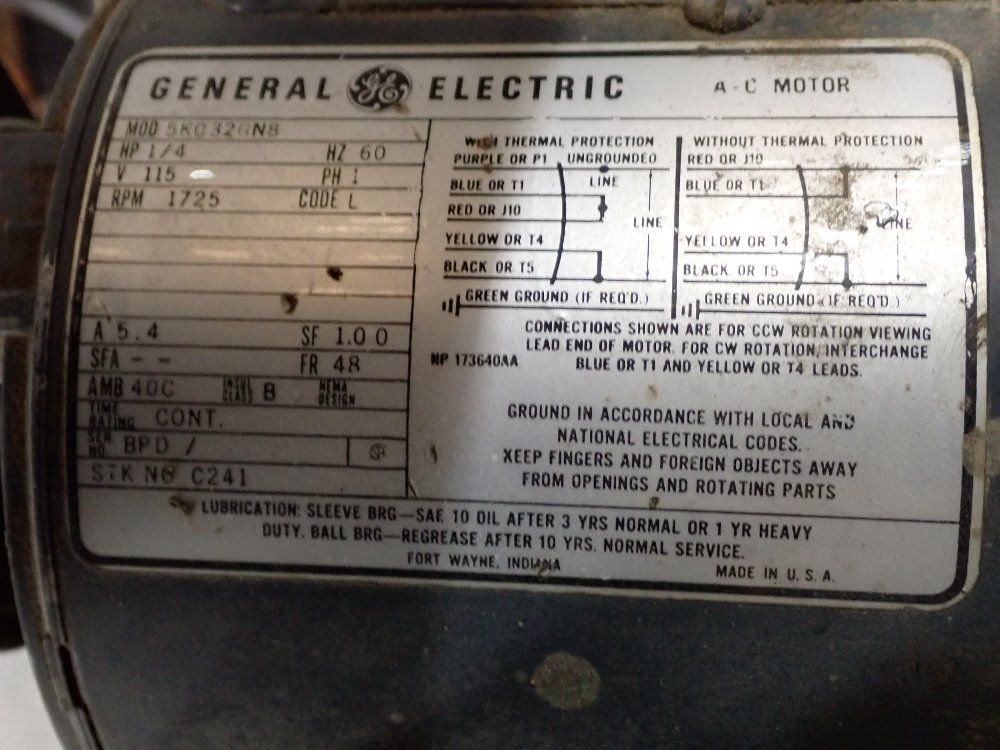 GENERAL GE ELECTRIC A-C MOTOR
MOD 5KC32GN8
HP 1/4 HZ 60
V 115 PH 1
RPM 1725 CODE L
A 5.4 SF 1.00
SFA -- FR 48
AMB 40C INSUL CLASS B NEMA DESIGN
TIME RATING CONT.
SER. NO. BPD /
STK NO C241
WITH THERMAL PROTECTION
PURPLE OR P1 UNGROUNDED
BLUE OR T1 LINE
RED OR J10
LINE
YELLOW OR T4
BLACK OR T5
GREEN GROUND (IF REQ'D.)
WITHOUT THERMAL PROTECTION
RED OR J10
BLUE OR T1
LINE
YELLOW OR T4
BLACK OR T5
GREEN GROUND (IF REQ'D.)
NP 173640AA
CONNECTIONS SHOWN ARE FOR CCW ROTATION VIEWING
LEAD END OF MOTOR. FOR CW ROTATION, INTERCHANGE
BLUE OR T1 AND YELLOW OR T4 LEADS.
GROUND IN ACCORDANCE WITH LOCAL AND
NATIONAL ELECTRICAL CODES.
KEEP FINGERS AND FOREIGN OBJECTS AWAY
FROM OPENINGS AND ROTATING PARTS
LUBRICATION: SLEEVE BRG—SAE 10 OIL AFTER 3 YRS NORMAL OR 1 YR HEAVY
DUTY. BALL BRG—REGREASE AFTER 10 YRS. NORMAL SERVICE.
FORT WAYNE, INDIANA MADE IN U.S.A.